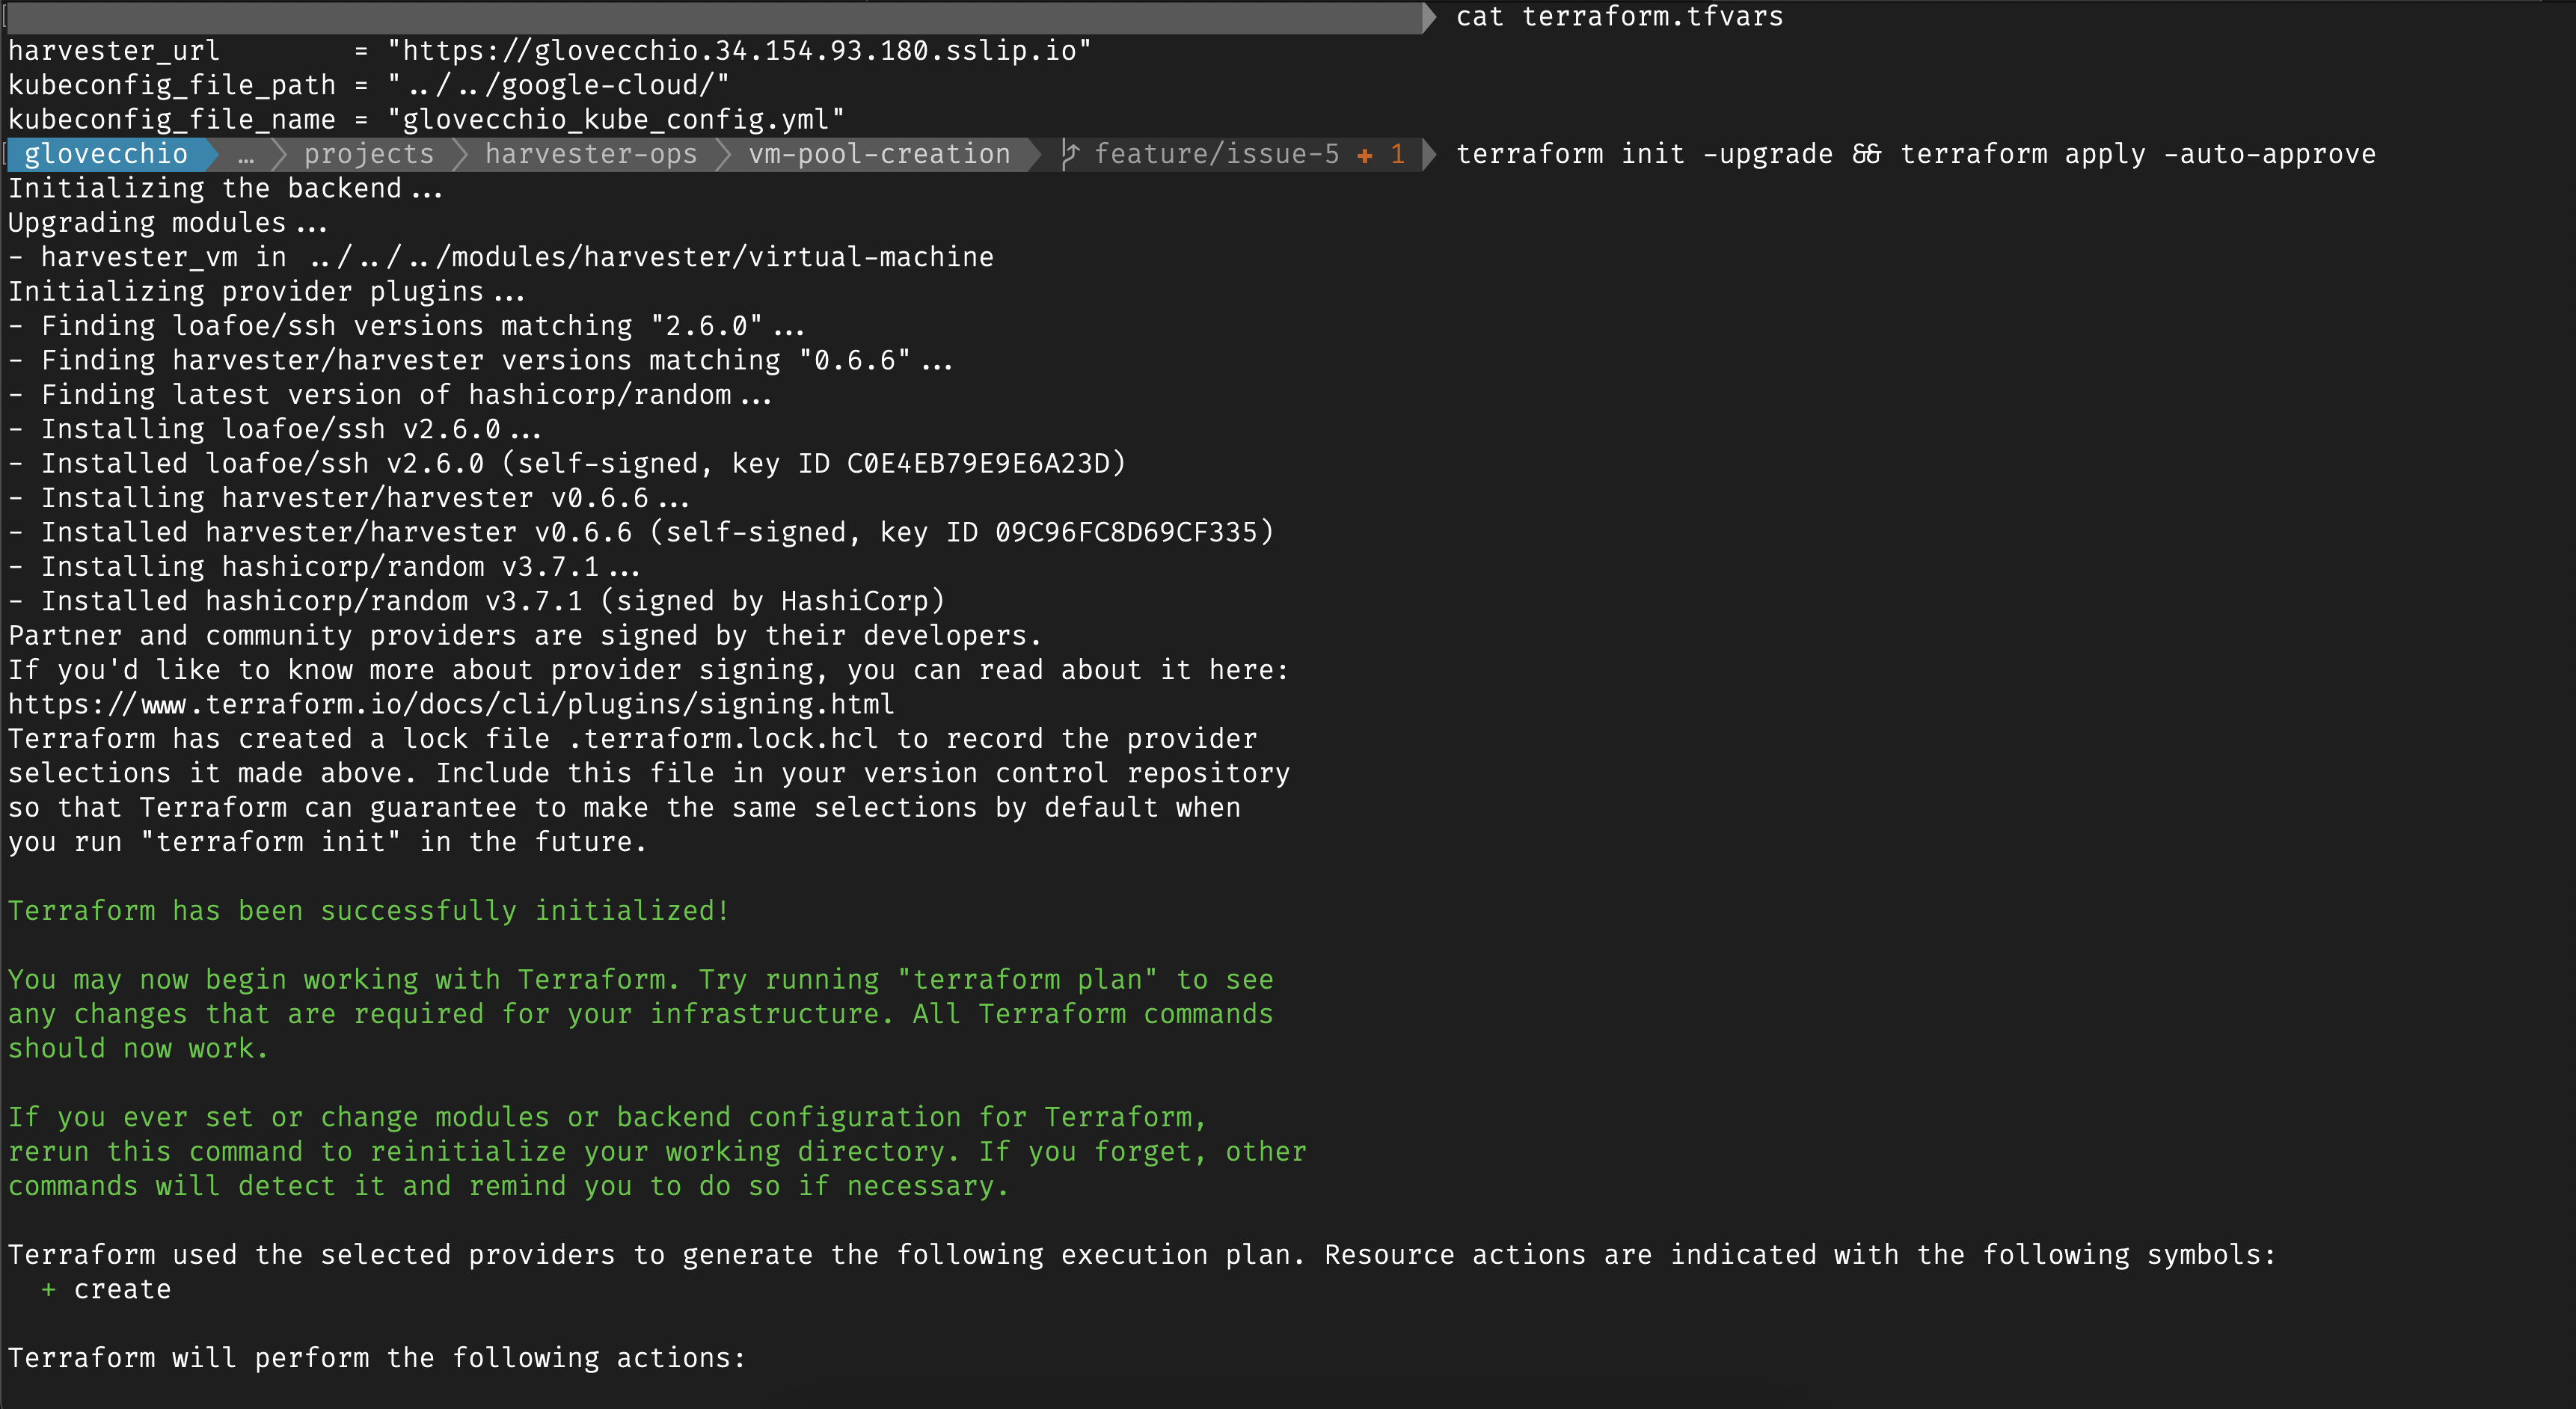 cat terraform.tfvars
harvester_url        = "https://glovecchio.34.154.93.180.sslip.io"
kubeconfig_file_path = "../../google-cloud/"
kubeconfig_file_name = "glovecchio_kube_config.yml"
glovecchio … projects harvester-ops vm-pool-creation feature/issue-5 + 1 terraform init -upgrade && terraform apply -auto-approve
Initializing the backend...
Upgrading modules...
- harvester_vm in ../../../modules/harvester/virtual-machine
Initializing provider plugins...
- Finding loafoe/ssh versions matching "2.6.0"...
- Finding harvester/harvester versions matching "0.6.6"...
- Finding latest version of hashicorp/random...
- Installing loafoe/ssh v2.6.0...
- Installed loafoe/ssh v2.6.0 (self-signed, key ID C0E4EB79E9E6A23D)
- Installing harvester/harvester v0.6.6...
- Installed harvester/harvester v0.6.6 (self-signed, key ID 09C96FC8D69CF335)
- Installing hashicorp/random v3.7.1...
- Installed hashicorp/random v3.7.1 (signed by HashiCorp)
Partner and community providers are signed by their developers.
If you'd like to know more about provider signing, you can read about it here:
https://www.terraform.io/docs/cli/plugins/signing.html
Terraform has created a lock file .terraform.lock.hcl to record the provider
selections it made above. Include this file in your version control repository
so that Terraform can guarantee to make the same selections by default when
you run "terraform init" in the future.
Terraform has been successfully initialized!
You may now begin working with Terraform. Try running "terraform plan" to see
any changes that are required for your infrastructure. All Terraform commands
should now work.
If you ever set or change modules or backend configuration for Terraform,
rerun this command to reinitialize your working directory. If you forget, other
commands will detect it and remind you to do so if necessary.
Terraform used the selected providers to generate the following execution plan. Resource actions are indicated with the following symbols:
  + create
Terraform will perform the following actions: